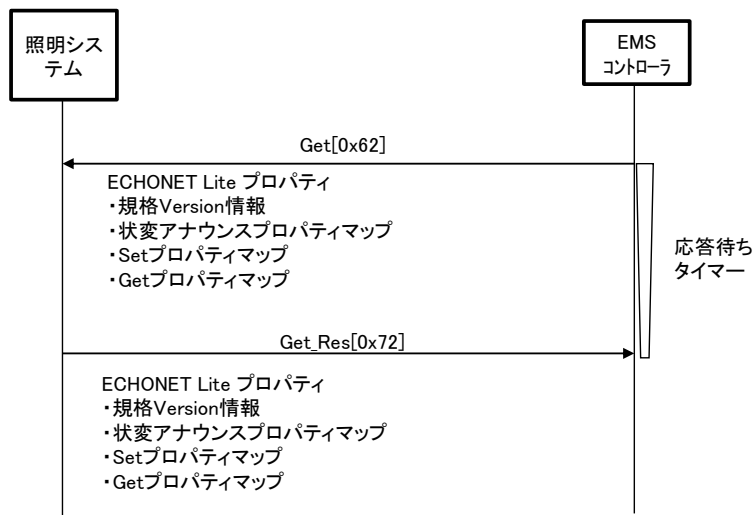 照明シス
テム
EMS
コントローラ
Get[0x62]
ECHONET Lite プロパティ
・規格Version情報
・状変アナウンスプロパティマップ
・Setプロパティマップ
・Getプロパティマップ
応答待ち
タイマー
Get_Res[0x72]
ECHONET Lite プロパティ
・規格Version情報
・状変アナウンスプロパティマップ
・Setプロパティマップ
・Getプロパティマップ